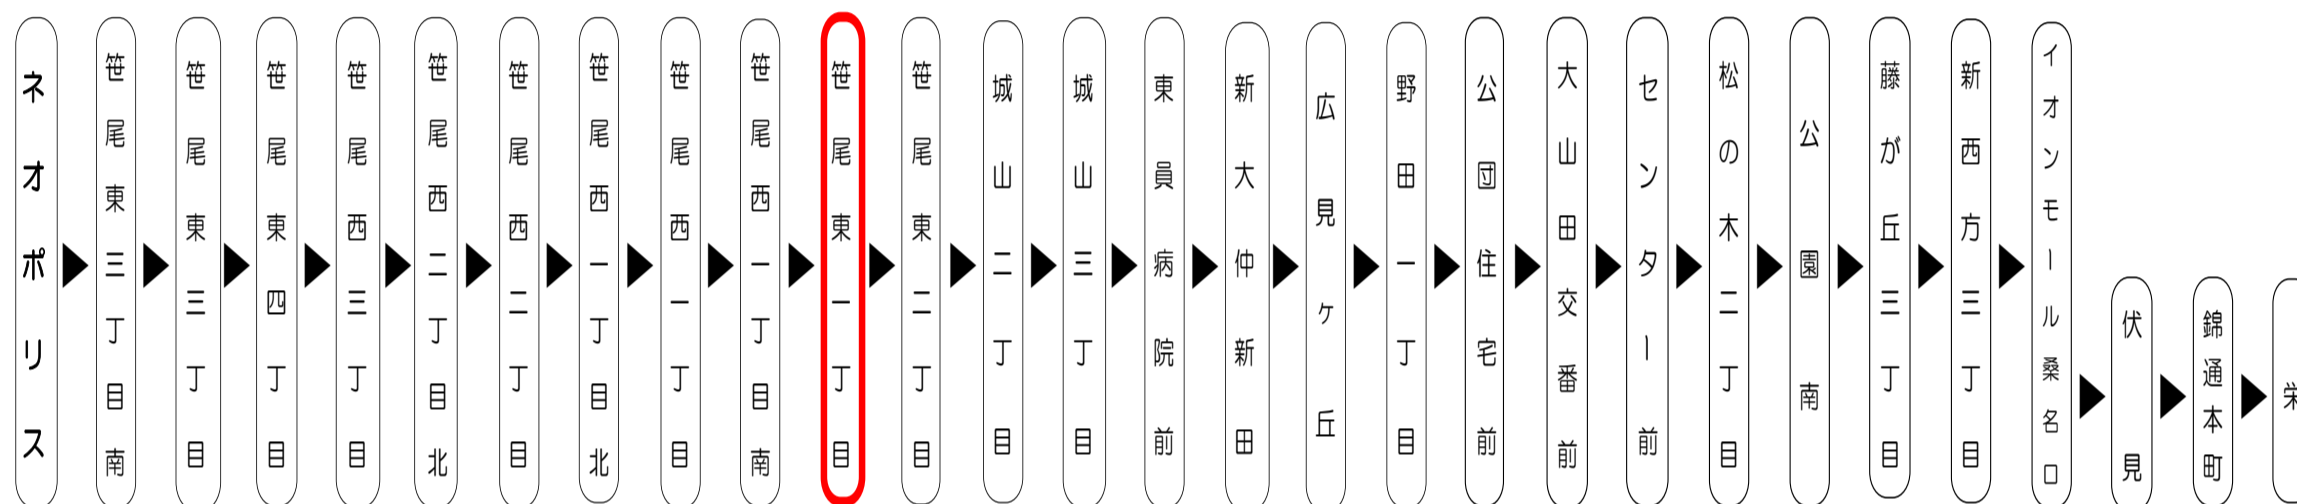 ネオポリス
笹尾東三丁目南
笹尾東三丁目
笹尾東四丁目
笹尾西三丁目
笹尾西二丁目北
笹尾西二丁目
笹尾西一丁目北
笹尾西一丁目
笹尾西一丁目南
笹尾東一丁目
笹尾東二丁目
城山二丁目
城山三丁目
東員病院前
新大仲新田
広見ヶ丘
野田一丁目
公団住宅前
大山田交番前
センター前
松の木二丁目
公園南
藤が丘三丁目
新西方三丁目
イオンモール桑名口
伏見
錦通本町
栄